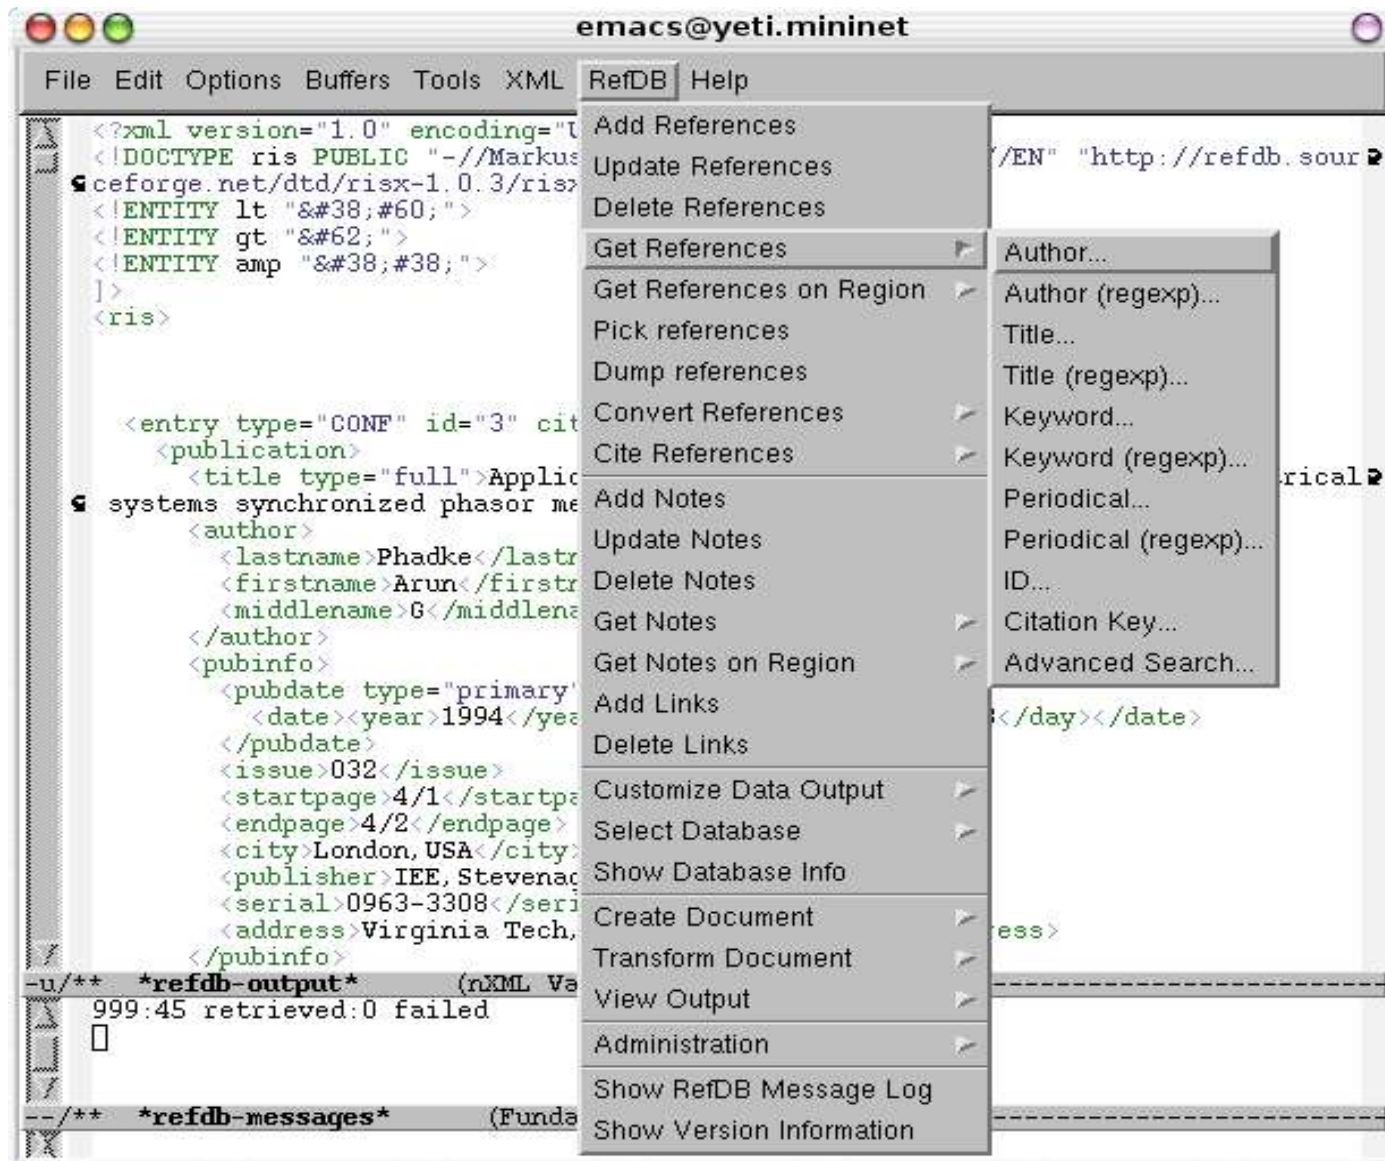 emacs@yeti.mininet
File Edit Options Buffers Tools XML RefDB Help
<?xml version="1.0" encoding="U
<!DOCTYPE ris PUBLIC "-//Markus
/EN" "http://refdb.sour
ceforge.net/dtd/risx-1.0.3/risx
<!ENTITY lt "&#38;#60;">
<!ENTITY gt "&#62;">
<!ENTITY amp "&#38;#38;">
]>
<ris>
<entry type="CONF" id="3" cit
<publication>
<title type="full">Applic
rical
systems synchronized phasor me
<author>
<lastname>Phadke</lastn
<firstname>Arun</firstn
<middlename>G</middlena
</author>
<pubinfo>
<pubdate type="primary"
<date><year>1994</yea
</day></date>
</pubdate>
<issue>032</issue>
<startpage>4/1</startpa
<endpage>4/2</endpage>
<city>London, USA</city>
<publisher>IEE, Stevenag
<serial>0963-3308</seri
<address>Virginia Tech,
ess>
</pubinfo>
-u/** *refdb-output* (nXML Va
999:45 retrieved:0 failed
--/** *refdb-messages* (Funda
Add References
Update References
Delete References
Get References
Get References on Region
Pick references
Dump references
Convert References
Cite References
Add Notes
Update Notes
Delete Notes
Get Notes
Get Notes on Region
Add Links
Delete Links
Customize Data Output
Select Database
Show Database Info
Create Document
Transform Document
View Output
Administration
Show RefDB Message Log
Show Version Information
Author...
Author (regexp)...
Title...
Title (regexp)...
Keyword...
Keyword (regexp)...
Periodical...
Periodical (regexp)...
ID...
Citation Key...
Advanced Search...